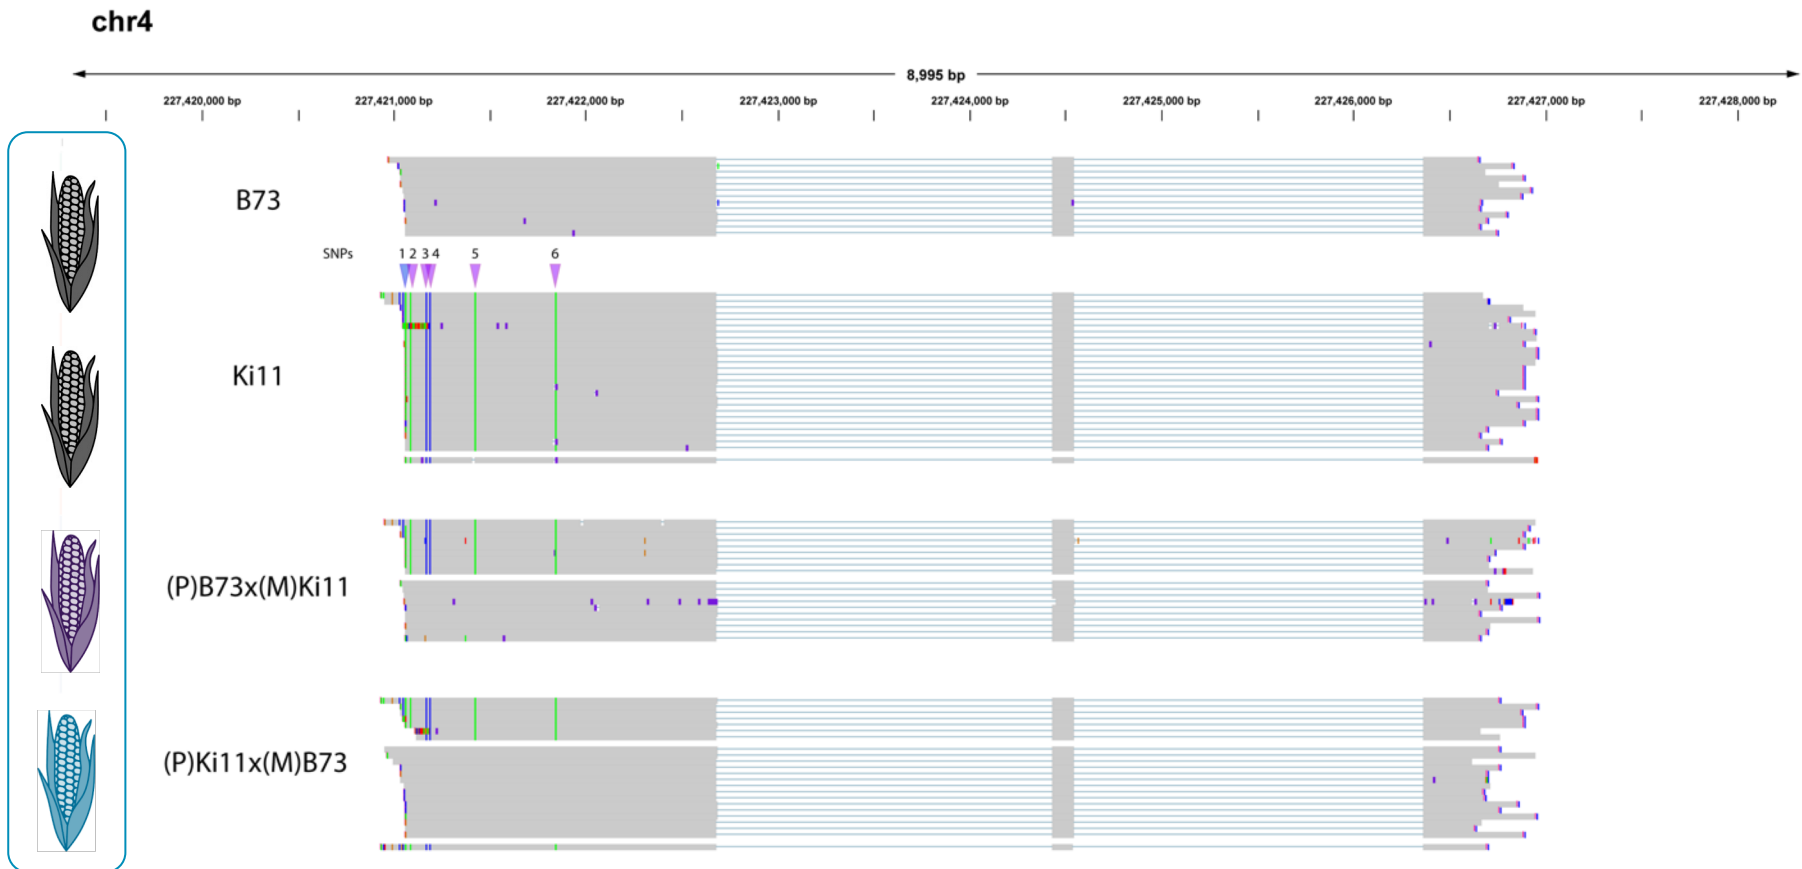 chr4
8,995 bp
227,420,000 bp 227,421,000 bp 227,422,000 bp 227,423,000 bp 227,424,000 bp 227,425,000 bp 227,426,000 bp 227,427,000 bp 227,428,000 bp
B73
SNPs 1 2 3 4 5 6
Ki11
(P)B73x(M)Ki11
(P)Ki11x(M)B73